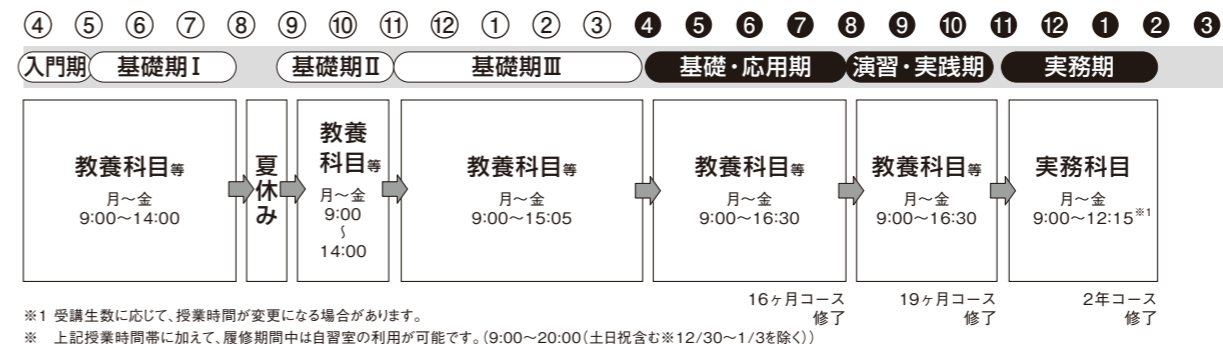 ④ ⑤ ⑥ ⑦ ⑧ ⑨ ⑩ ⑪ ⑫ ① ② ③ ❹ ❺ ❻ ❼ ❽ ❾ ❿ ⓫ ⓬ ❶ ❷ ❸
入門期 基礎期Ⅰ 基礎期Ⅱ 基礎期Ⅲ 基礎・応用期 演習・実践期 実務期
教養科目等
月～金
9:00～14:00
夏休み
教養
科目等
月～金
9:00
～
14:00
教養科目等
月～金
9:00～15:05
教養科目等
月～金
9:00～16:30
教養科目等
月～金
9:00～16:30
実務科目
月～金
9:00～12:15※1
16ヶ月コース
修了
19ヶ月コース
修了
2年コース
修了
※1 受講生数に応じて、授業時間が変更になる場合があります。
※ 上記授業時間帯に加えて、履修期間中は自習室の利用が可能です。(9:00～20:00(土日祝含む※12/30～1/3を除く))